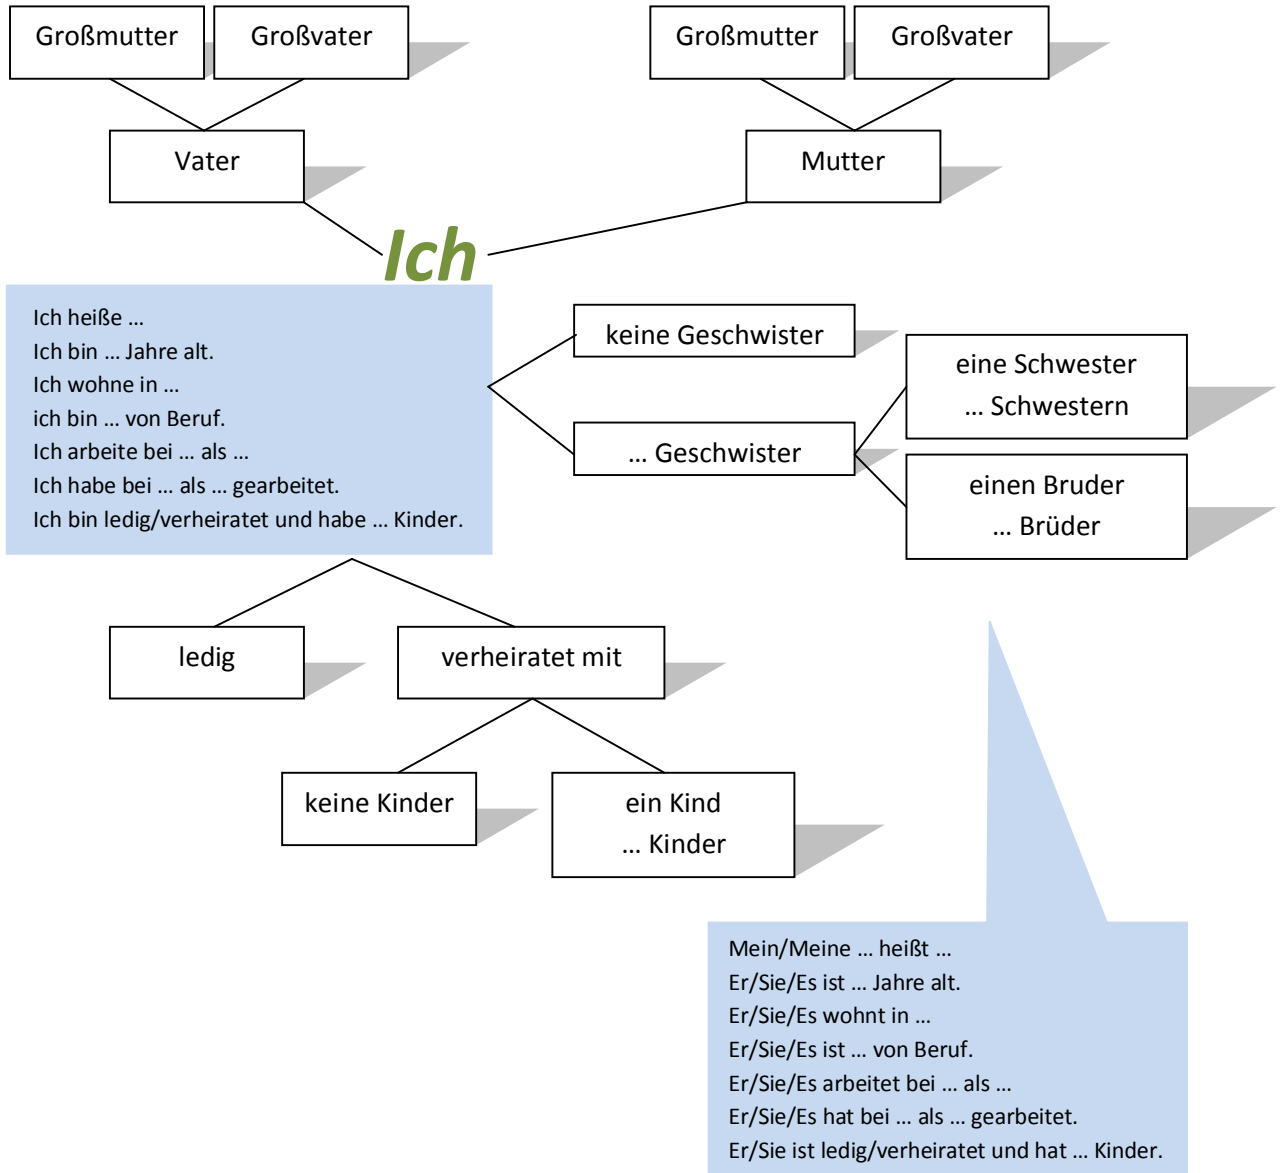 Großmutter
Großvater
Großmutter
Großvater
Vater
Mutter
Ich
Ich heiße ...
Ich bin ... Jahre alt.
Ich wohne in ...
ich bin ... von Beruf.
Ich arbeite bei ... als ...
Ich habe bei ... als ... gearbeitet.
Ich bin ledig/verheiratet und habe ... Kinder.
keine Geschwister
... Geschwister
eine Schwester
... Schwestern
einen Bruder
... Brüder
ledig
verheiratet mit
keine Kinder
ein Kind
... Kinder
Mein/Meine ... heißt ...
Er/Sie/Es ist ... Jahre alt.
Er/Sie/Es wohnt in ...
Er/Sie/Es ist ... von Beruf.
Er/Sie/Es arbeitet bei ... als ...
Er/Sie/Es hat bei ... als ... gearbeitet.
Er/Sie ist ledig/verheiratet und hat ... Kinder.